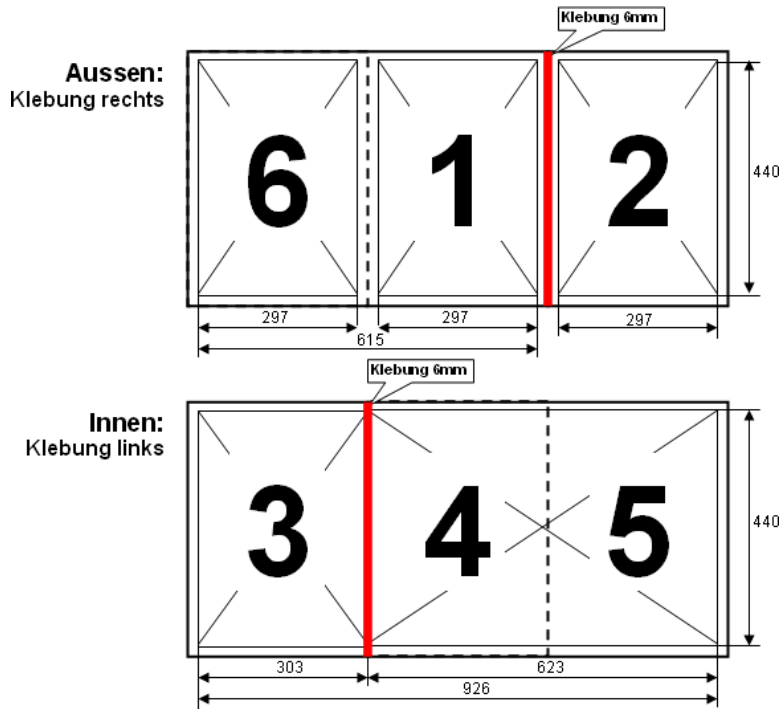 Klebung 6mm
Aussen:
Klebung rechts
6
1
2
440
297
297
297
615
Klebung 6mm
Innen:
Klebung links
3
4
5
440
303
623
926